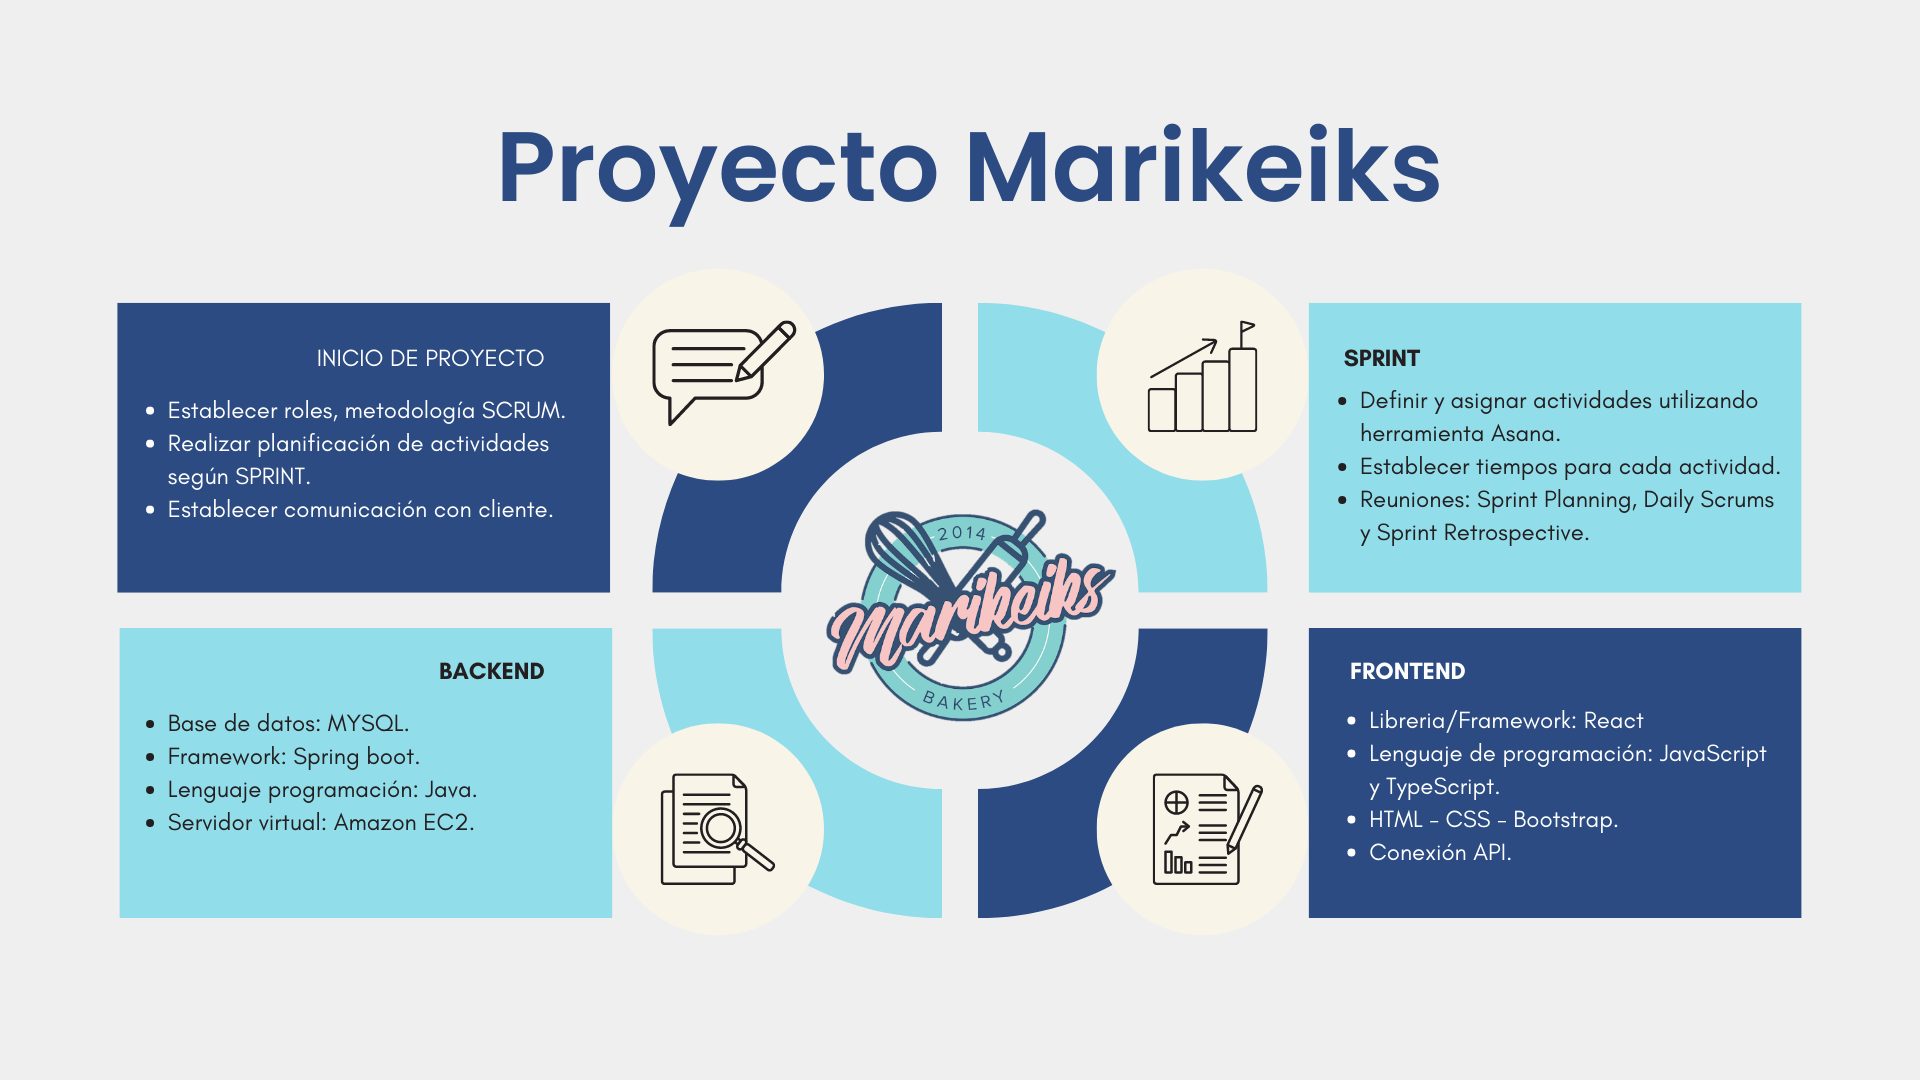 Proyecto Marikeiks
INICIO DE PROYECTO
Establecer roles, metodología SCRUM.
Realizar planificación de actividades
según SPRINT.
Establecer comunicación con cliente.
SPRINT
Definir y asignar actividades utilizando
herramienta Asana.
Establecer tiempos para cada actividad.
Reuniones: Sprint Planning, Daily Scrums
y Sprint Retrospective.
2014
Marikeiks
BAKERY
BACKEND
Base de datos: MYSQL.
Framework: Spring boot.
Lenguaje programación: Java.
Servidor virtual: Amazon EC2.
FRONTEND
Libreria/Framework: React
Lenguaje de programación: JavaScript
y TypeScript.
HTML - CSS - Bootstrap.
Conexión API.